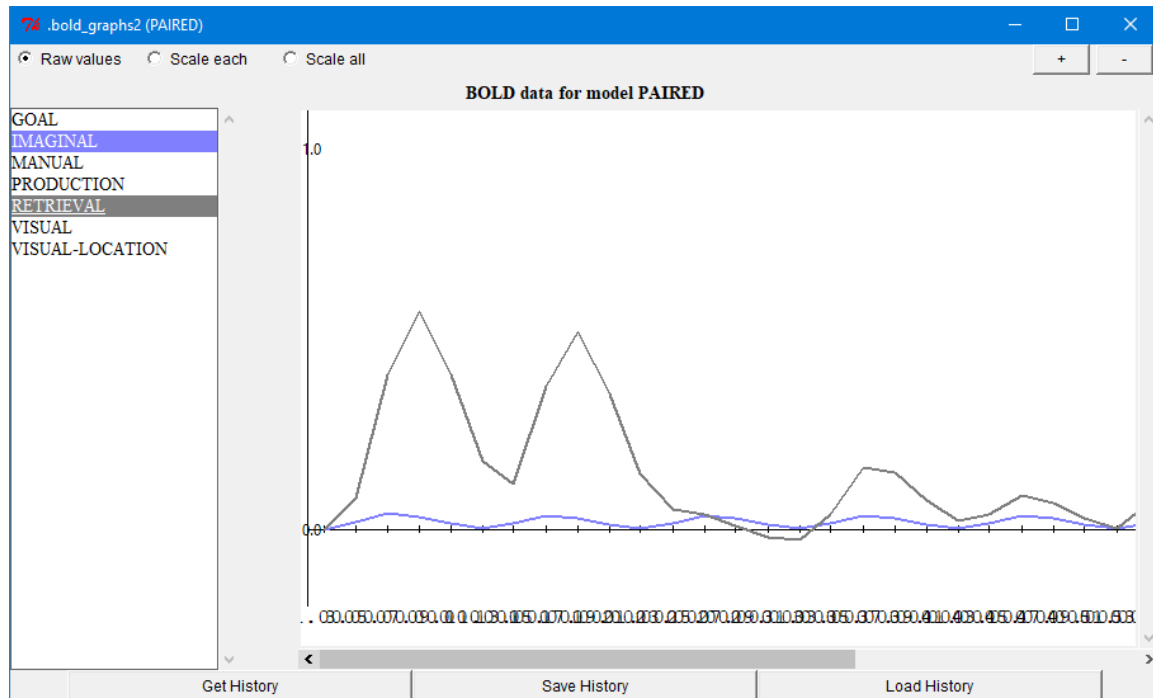 .bold_graphs2 (PAIRED)
Raw values Scale each Scale all + -
BOLD data for model PAIRED
GOAL
IMAGINAL
MANUAL
PRODUCTION
RETRIEVAL
VISUAL
VISUAL-LOCATION
1.0
0.0
Get History Save History Load History